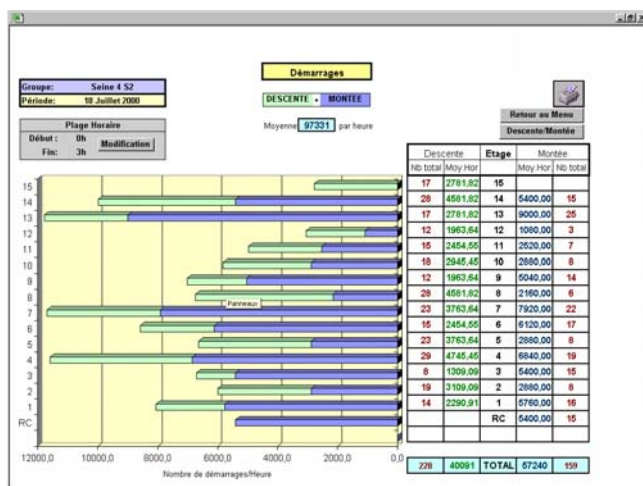 Démarrages
Groupe: Seine 4 S2
Période: 18 Juillet 2000
DESCENTE + MONTEE
Moyenne 97331 par heure
Plage Horaire
Début : 0h
Fin: 3h
Modification
Retour au Menu
Descente/Montée
Descente Etage Montée
Nb total Moy Hor Moy Hor Nb total
17 2781,82 15
28 4581,82 14 5400,00 15
17 2781,82 13 9000,00 25
12 1963,64 12 1080,00 3
15 2454,55 11 2520,00 7
18 2945,45 10 2880,00 8
12 1963,64 9 5040,00 14
28 4581,82 8 2160,00 6
23 3763,64 7 7920,00 22
15 2454,55 6 6120,00 17
23 3763,64 5 2880,00 8
29 4745,45 4 6840,00 19
8 1309,09 3 5400,00 15
19 3109,09 2 2880,00 8
14 2290,91 1 5760,00 16
RC 5400,00 15
228 40091 TOTAL 57240 159
15
14
13
12
11
10
9
8
Panneaux
7
6
5
4
3
2
1
RC
12000,0 10000,0 8000,0 6000,0 4000,0 2000,0 0,0
Nombre de démarrages/Heure